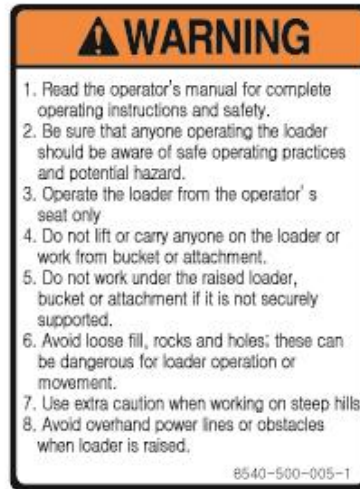 WARNING
1. Read the operator's manual for complete
operating instructions and safety.
2. Be sure that anyone operating the loader
should be aware of safe operating practices
and potential hazard.
3. Operate the loader from the operator' s
seat only
4. Do not lift or carry anyone on the loader or
work from bucket or attachment.
5. Do not work under the raised loader,
bucket or attachment if it is not securely
supported.
6. Avoid loose fill, rocks and holes; these can
be dangerous for loader operation or
movement.
7. Use extra caution when working on steep hills
8. Avoid overhand power lines or obstacles
when loader is raised.
8540-500-005-1